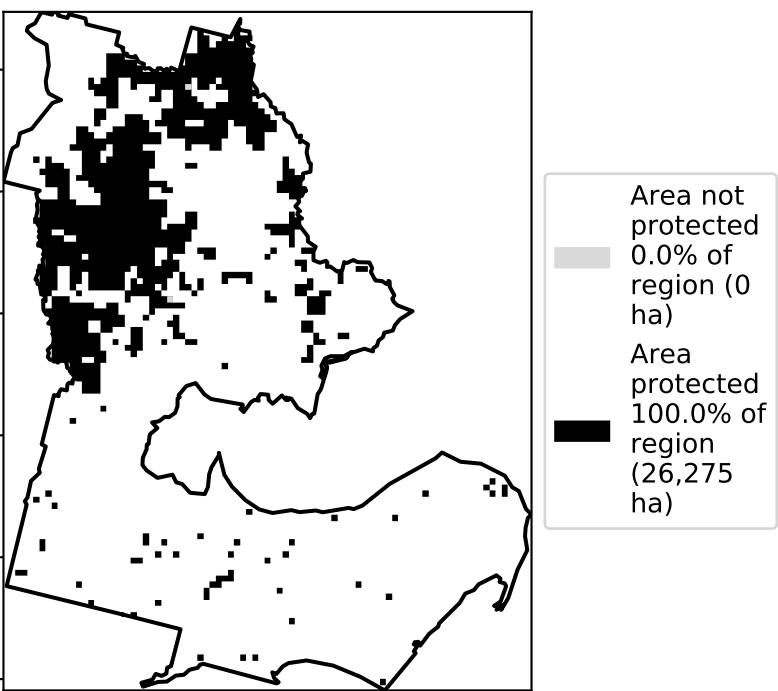 Area not
protected
0.0% of
region (0
ha)
Area
protected
100.0% of
region
(26,275
ha)